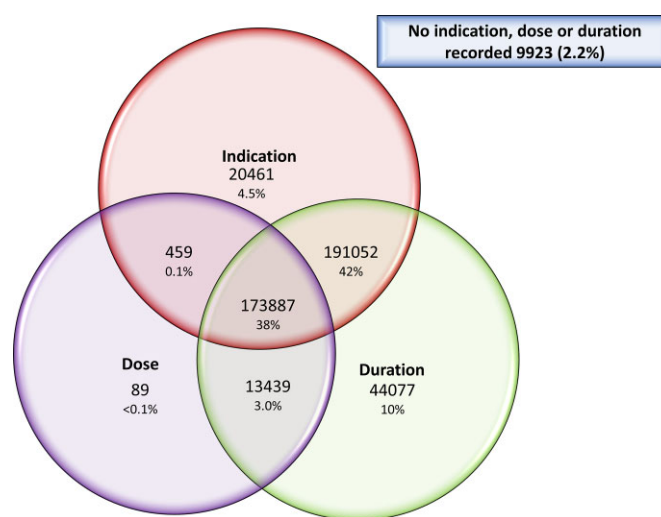 No indication, dose or duration
recorded 9923 (2.2%)
Indication
20461
4.5%
459
0.1%
191052
42%
173887
38%
Dose
89
<0.1%
13439
3.0%
Duration
44077
10%